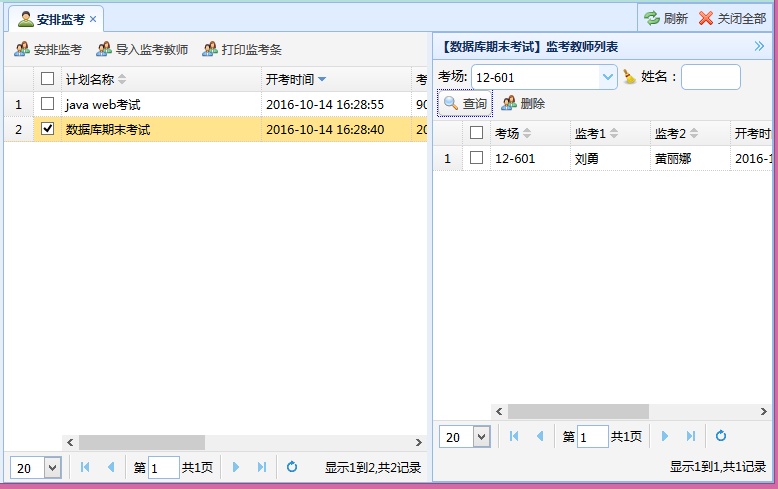 安排监考 ×
刷新 关闭全部
安排监考 导入监考教师 打印监考条
计划名称 开考时间 考
1 java web考试 2016-10-14 16:28:55 90
2 数据库期末考试 2016-10-14 16:28:40 20
20 第 1 共1页 显示1到2,共2记录
【数据库期末考试】监考教师列表
考场: 12-601 姓名：
查询 删除
考场 监考1 监考2 开考时
1 12-601 刘勇 黄丽娜 2016-1
20 第 1 共1页
显示1到1,共1记录